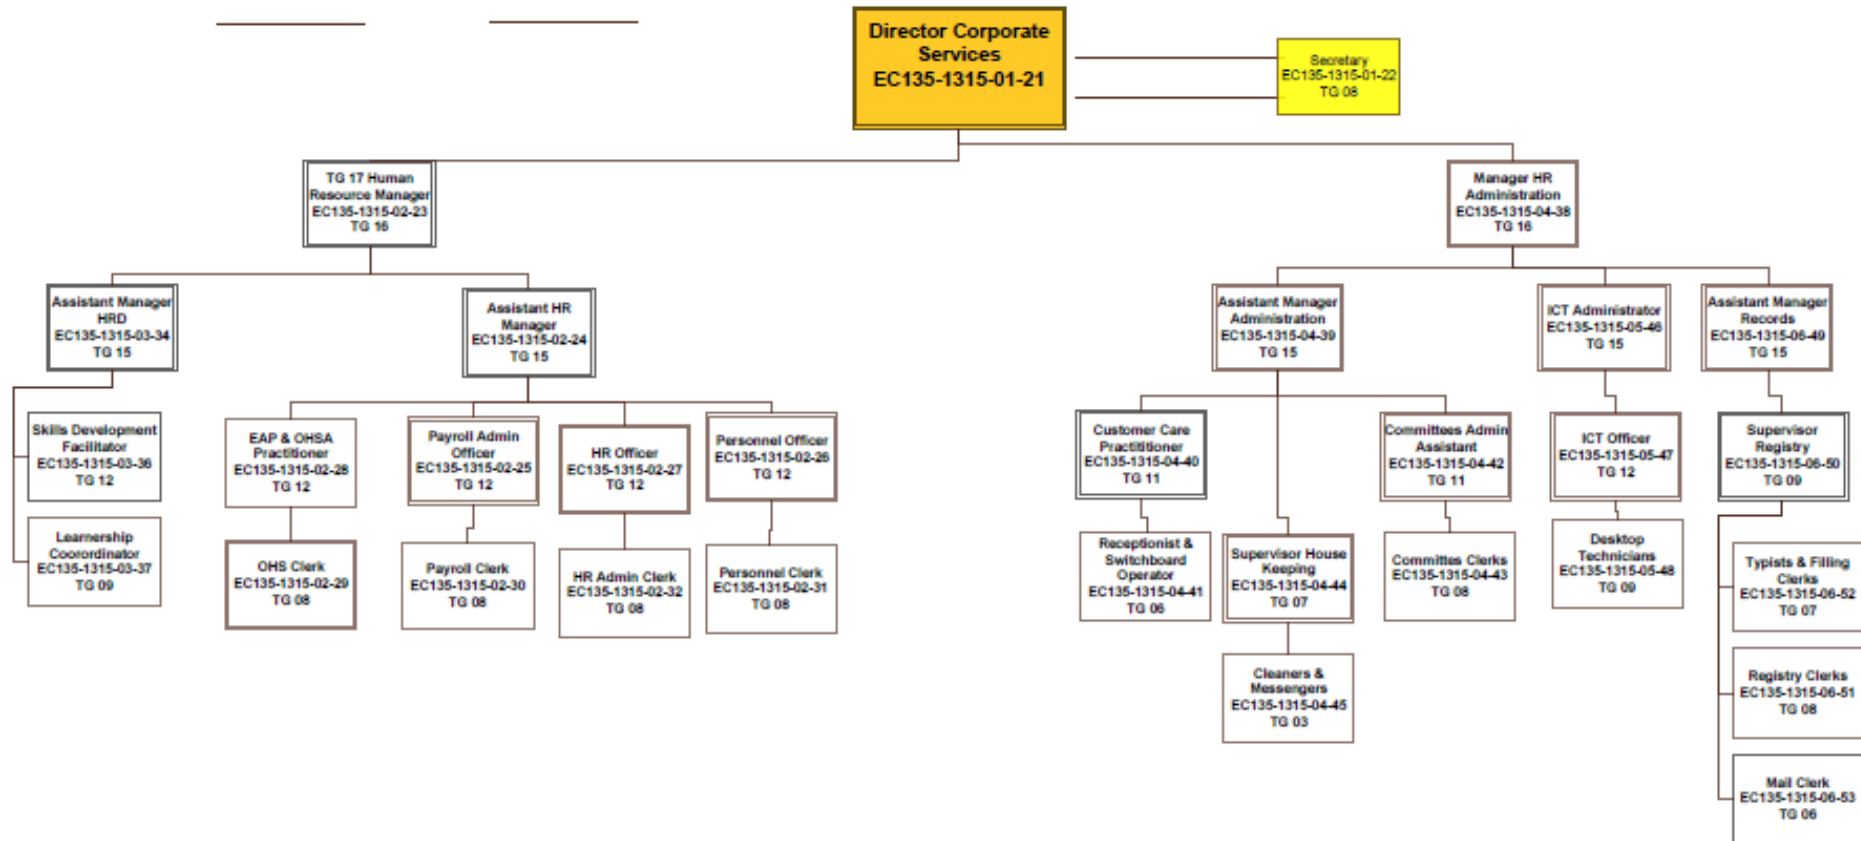 Director Corporate
Services
EC135-1315-01-21
Secretary
EC135-1315-01-22
TG 08
TG 17 Human
Resource Manager
EC135-1315-02-23
TG 16
Manager HR
Administration
EC135-1315-04-38
TG 16
Assistant Manager
HRD
EC135-1315-03-34
TG 15
Assistant HR
Manager
EC135-1315-02-24
TG 15
Assistant Manager
Administration
EC135-1315-04-39
TG 15
ICT Administrator
EC135-1315-05-46
TG 15
Assistant Manager
Records
EC135-1315-06-49
TG 15
Skills Development
Facilitator
EC135-1315-03-36
TG 12
EAP & OHSA
Practitioner
EC135-1315-02-28
TG 12
Payroll Admin
Officer
EC135-1315-02-25
TG 12
HR Officer
EC135-1315-02-27
TG 12
Personnel Officer
EC135-1315-02-26
TG 12
Customer Care
Practititioner
EC135-1315-04-40
TG 11
Committees Admin
Assistant
EC135-1315-04-42
TG 11
ICT Officer
EC135-1315-05-47
TG 12
Supervisor
Registry
EC135-1315-06-50
TG 09
Learnership
Coorordinator
EC135-1315-03-37
TG 09
OHS Clerk
EC135-1315-02-29
TG 08
Payroll Clerk
EC135-1315-02-30
TG 08
HR Admin Clerk
EC135-1315-02-32
TG 08
Personnel Clerk
EC135-1315-02-31
TG 08
Receptionist &
Switchboard
Operator
EC135-1315-04-41
TG 06
Supervisor House
Keeping
EC135-1315-04-44
TG 07
Committes Clerks
EC135-1315-04-43
TG 08
Desktop
Technicians
EC135-1315-05-48
TG 09
Typists & Filling
Clerks
EC135-1315-06-52
TG 07
Cleaners &
Messengers
EC135-1315-04-45
TG 03
Registry Clerks
EC135-1315-06-51
TG 08
Mail Clerk
EC135-1315-06-53
TG 06